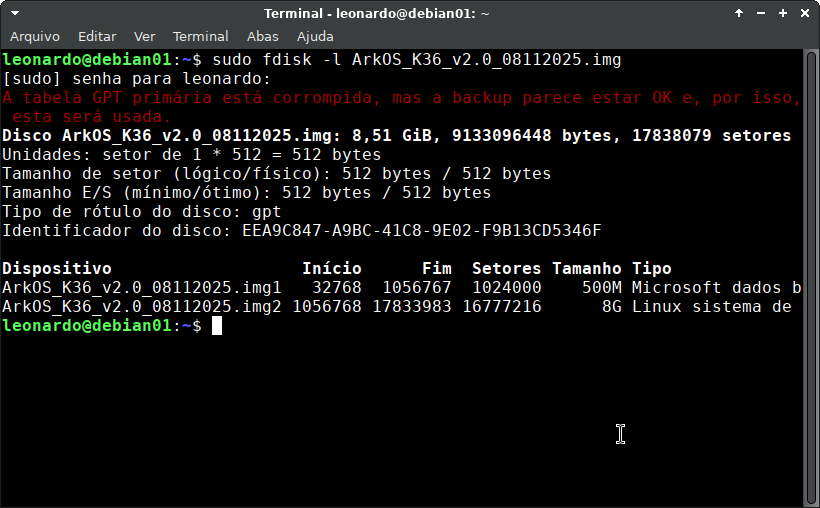 Terminal - leonardo@debian01: ~
Arquivo Editar Ver Terminal Abas Ajuda
leonardo@debian01:~$ sudo fdisk -l ArkOS_K36_v2.0_08112025.img
[sudo] senha para leonardo:
A tabela GPT primária está corrompida, mas a backup parece estar OK e, por isso,
 esta será usada.
Disco ArkOS_K36_v2.0_08112025.img: 8,51 GiB, 9133096448 bytes, 17838079 setores
Unidades: setor de 1 * 512 = 512 bytes
Tamanho de setor (lógico/físico): 512 bytes / 512 bytes
Tamanho E/S (mínimo/ótimo): 512 bytes / 512 bytes
Tipo de rótulo do disco: gpt
Identificador do disco: EEA9C847-A9BC-41C8-9E02-F9B13CD5346F
Dispositivo Início Fim Setores Tamanho Tipo
ArkOS_K36_v2.0_08112025.img1 32768 1056767 1024000 500M Microsoft dados b
ArkOS_K36_v2.0_08112025.img2 1056768 17833983 16777216 8G Linux sistema de
leonardo@debian01:~$